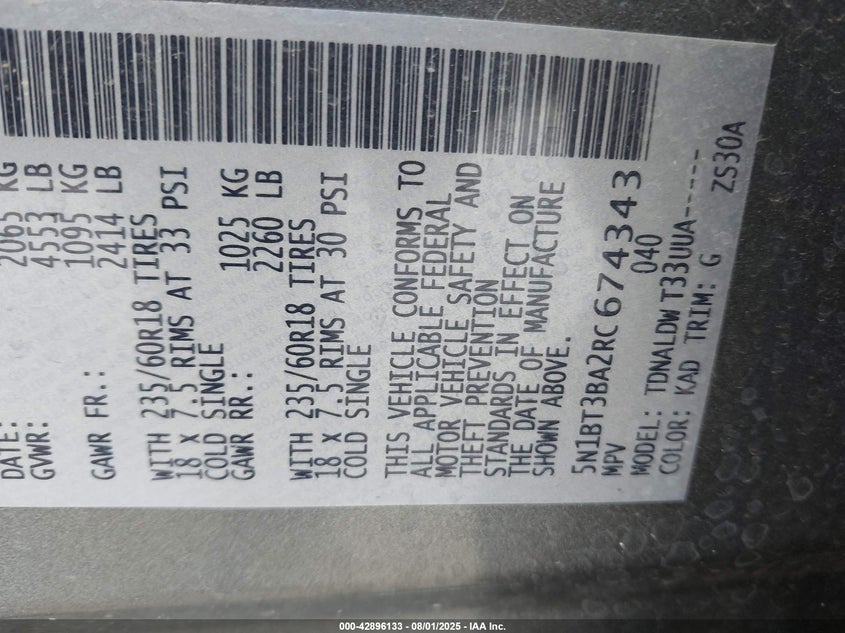 DATE:
GVWR: 2065 KG
4553 LB
GAWR FR.: 1095 KG
2414 LB
WITH 235/60R18 TIRES
18 X 7.5 RIMS AT 33 PSI
COLD SINGLE
GAWR RR.: 1025 KG
2260 LB
WITH 235/60R18 TIRES
18 X 7.5 RIMS AT 30 PSI
COLD SINGLE
THIS VEHICLE CONFORMS TO
ALL APPLICABLE FEDERAL
MOTOR VEHICLE SAFETY AND
THEFT PREVENTION
STANDARDS IN EFFECT ON
THE DATE OF MANUFACTURE
SHOWN ABOVE.
5N1BT3BA2RC674343
MPV 040
MODEL: TDNALDW T33UUA-----
COLOR: KAD TRIM: G ZS30A
000-42896133 - 08/01/2025 - IAA Inc.